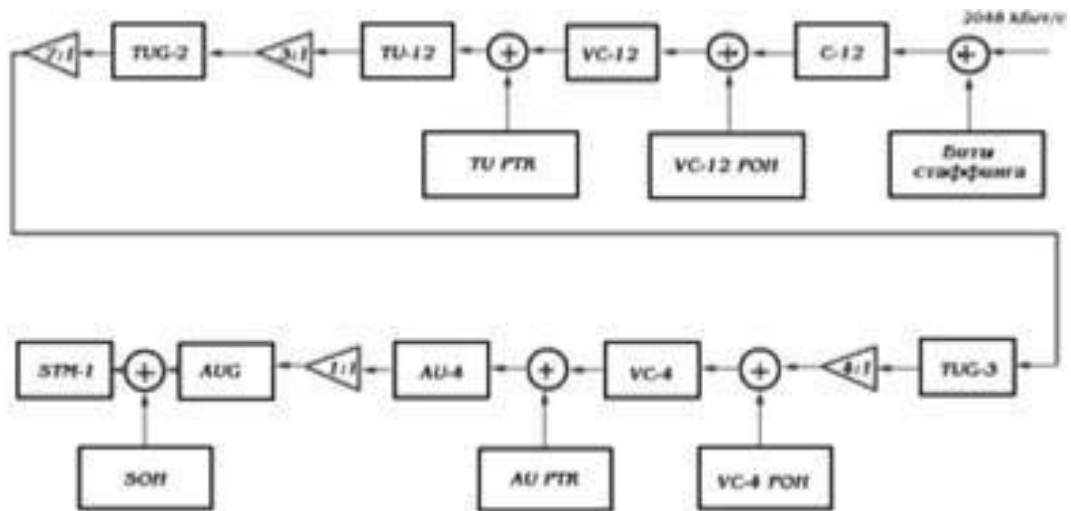 2048 кбит/с
7:1
TUG-2
3:1
TU-12
VC-12
C-12
TU PTR
VC-12 POH
Биты
стаффинга
STM-1
AUG
1:1
AU-4
VC-4
4:1
TUG-3
SOH
AU PTR
VC-4 POH